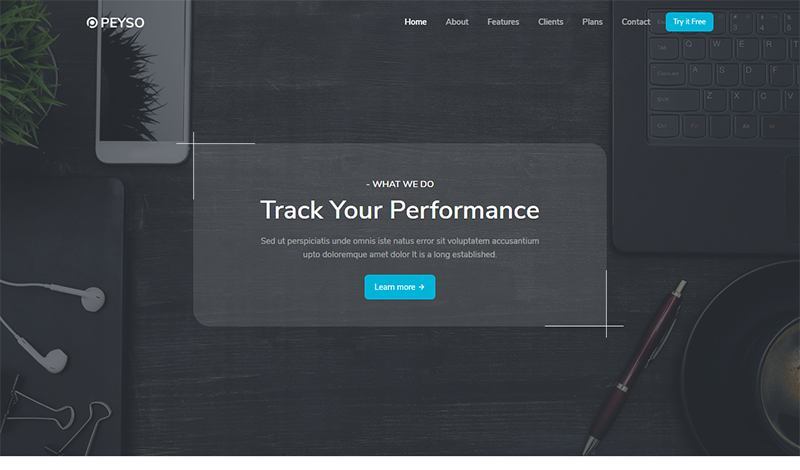 PEYSO
Home About Features Clients Plans Contact Try it Free
- WHAT WE DO
Track Your Performance
Sed ut perspiciatis unde omnis iste natus error sit voluptatem accusantium
upto doloremque amet dolor It is a long established.
Learn more →